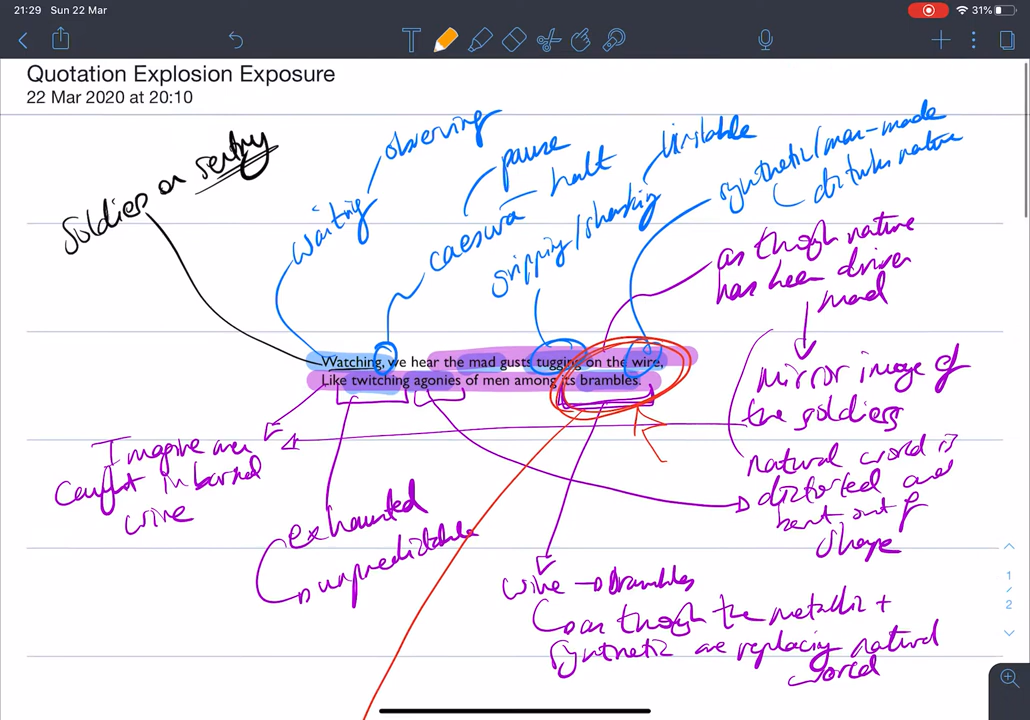 21:29 Sun 22 Mar
31%
T
Quotation Explosion Exposure
22 Mar 2020 at 20:10
soldier on sentry
waiting
observing
caesura
pause
halt
gripping/shaking
unstable
synthetic/man-made
disturbs nature
as though nature
has been driven
mad
Watching, we hear the mad gusts tugging on the wire,
Like twitching agonies of men among its brambles.
mirror image of
the soldiers
natural world is
distorted and
bent out of
shape
Imagine men
caught in barbed
wire
exhausted
unpredictable
wire → brambles
as though the metallic +
synthetic are replacing natural
world
1
2